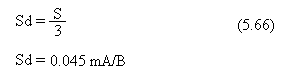 Sd = S/3 (5.66)
Sd = 0.045 mA/B